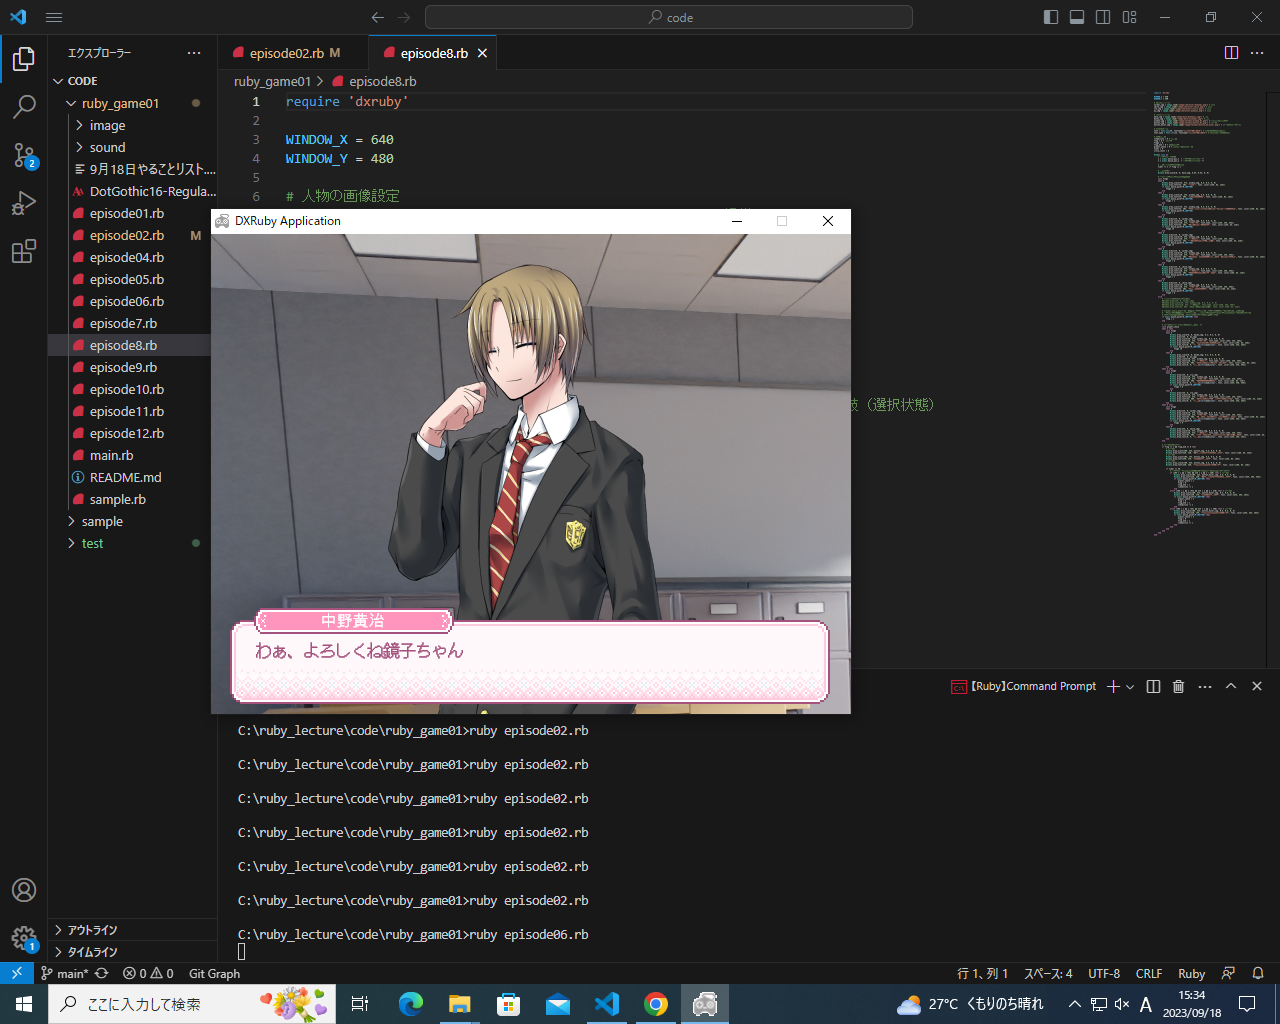 code
エクスプローラー
CODE
ruby_game01
image
sound
9月18日やることリスト....
DotGothic16-Regula...
episode01.rb
episode02.rb M
episode04.rb
episode05.rb
episode06.rb
episode7.rb
episode8.rb
episode9.rb
episode10.rb
episode11.rb
episode12.rb
main.rb
README.md
sample.rb
sample
test
アウトライン
タイムライン
episode02.rb M
episode8.rb
ruby_game01 > episode8.rb
1 require 'dxruby'
2
3 WINDOW_X = 640
4 WINDOW_Y = 480
5
6 # 人物の画像設定
肢（選択状態）
DXRuby Application
中野黄治
わぁ、よろしくね鏡子ちゃん
【Ruby】Command Prompt
C:\ruby_lecture\code\ruby_game01>ruby episode02.rb
C:\ruby_lecture\code\ruby_game01>ruby episode02.rb
C:\ruby_lecture\code\ruby_game01>ruby episode02.rb
C:\ruby_lecture\code\ruby_game01>ruby episode02.rb
C:\ruby_lecture\code\ruby_game01>ruby episode02.rb
C:\ruby_lecture\code\ruby_game01>ruby episode02.rb
C:\ruby_lecture\code\ruby_game01>ruby episode06.rb
2
1
main* 0 0 Git Graph
行 1、列 1 スペース: 4 UTF-8 CRLF Ruby
ここに入力して検索
27°C くもりのち晴れ
A
15:34
2023/09/18